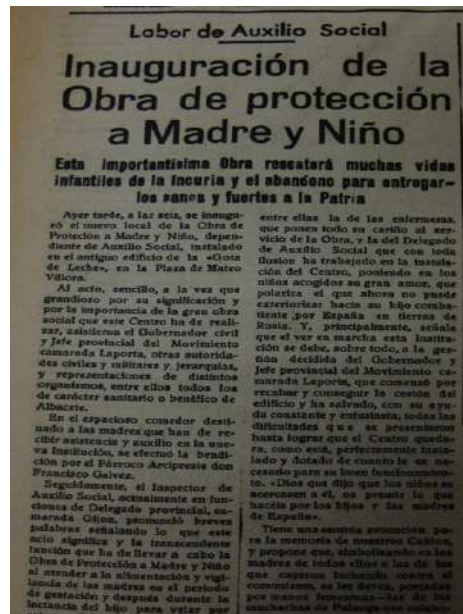 Labor de Auxilio Social
Inauguración de la
Obra de protección
a Madre y Niño
Esta importantísima Obra rescatará muchas vidas
infantiles de la incuria y el abandono para entregar-
los sanos y fuertes a la Patria
Ayer tarde, a las seis, se inaugu-
ró el nuevo local de la Obra de
Protección a Madre y Niño, depen-
diente de Auxilio Social, instalado
en el antiguo edificio de la «Gota
de Leche», en la Plaza de Mateo
Villora.
Al acto, sencillo, a la vez que
grandioso por su significación y
por la importancia de la gran obra
social que este Centro ha de reali-
zar, asistieron el Gobernador civil
y Jefe provincial del Movimiento
camarada Laporta, otras autorida-
des civiles y militares y jerarquías,
y representaciones de distintos
organismos, entre ellos todos los
de carácter sanitario o benéfico de
Albacete.
En el espacioso comedor desti-
nado a las madres que han de re-
cibir asistencia y auxilio en la nue-
va Institución, se efectuó la bendi-
ción por el Párroco Arcipreste don
Francisco Galvez.
Seguidamente, el Inspector de
Auxilio Social, actualmente en fun-
ciones de Delegado provincial, ca-
marada Gijón, pronunció breves
palabras señalando lo que este
acto significa y la transcendente
función que ha de llevar a cabo la
Obra de Protección a Madre y Niño
al atender a la alimentación y vigi-
lancia de las madres en el periodo
de gestación y después durante la
lactancia del hijo para velar por
entre ellas la de las enfermeras,
que ponen todo su cariño al ser-
vicio de la Obra, y la del Delegado
de Auxilio Social que con toda
ilusión ha trabajado en la instala-
ción del Centro, poniendo en los
niños acogidos su gran amor, que
polariza el que ahora no puede
exteriorizar hacia su hijo comba-
tiente por España en tierras de
Rusia. Y, principalmente, señala
que el ver en marcha esta Institu-
ción se debe, sobre todo, a la ges-
tión decidida del Gobernador y
Jefe provincial del Movimiento ca-
marada Laporta, que comenzó por
recabar y conseguir la cesión del
edificio y ha salvado, con su ayu-
da constante y entusiasta, todas las
dificultades que se presentaron
hasta lograr que el Centro queda-
ra, como está, perfectamente insta-
lado y dotado de cuanto le es ne-
cesario para su buen funcionamien-
to. «Dios que dijo que los niños se
acercasen a él, os premie lo que
hacéis por los hijos y las madres
de España».
Tiene una sentida evocación pa-
ra la memoria de nuestros Caídos,
y propone que, simbolizando en las
madres de todos ellos a las de los
que cayeron luchando contra el
comunismo, se les lleven, portadas
por manos femeninas—las de las